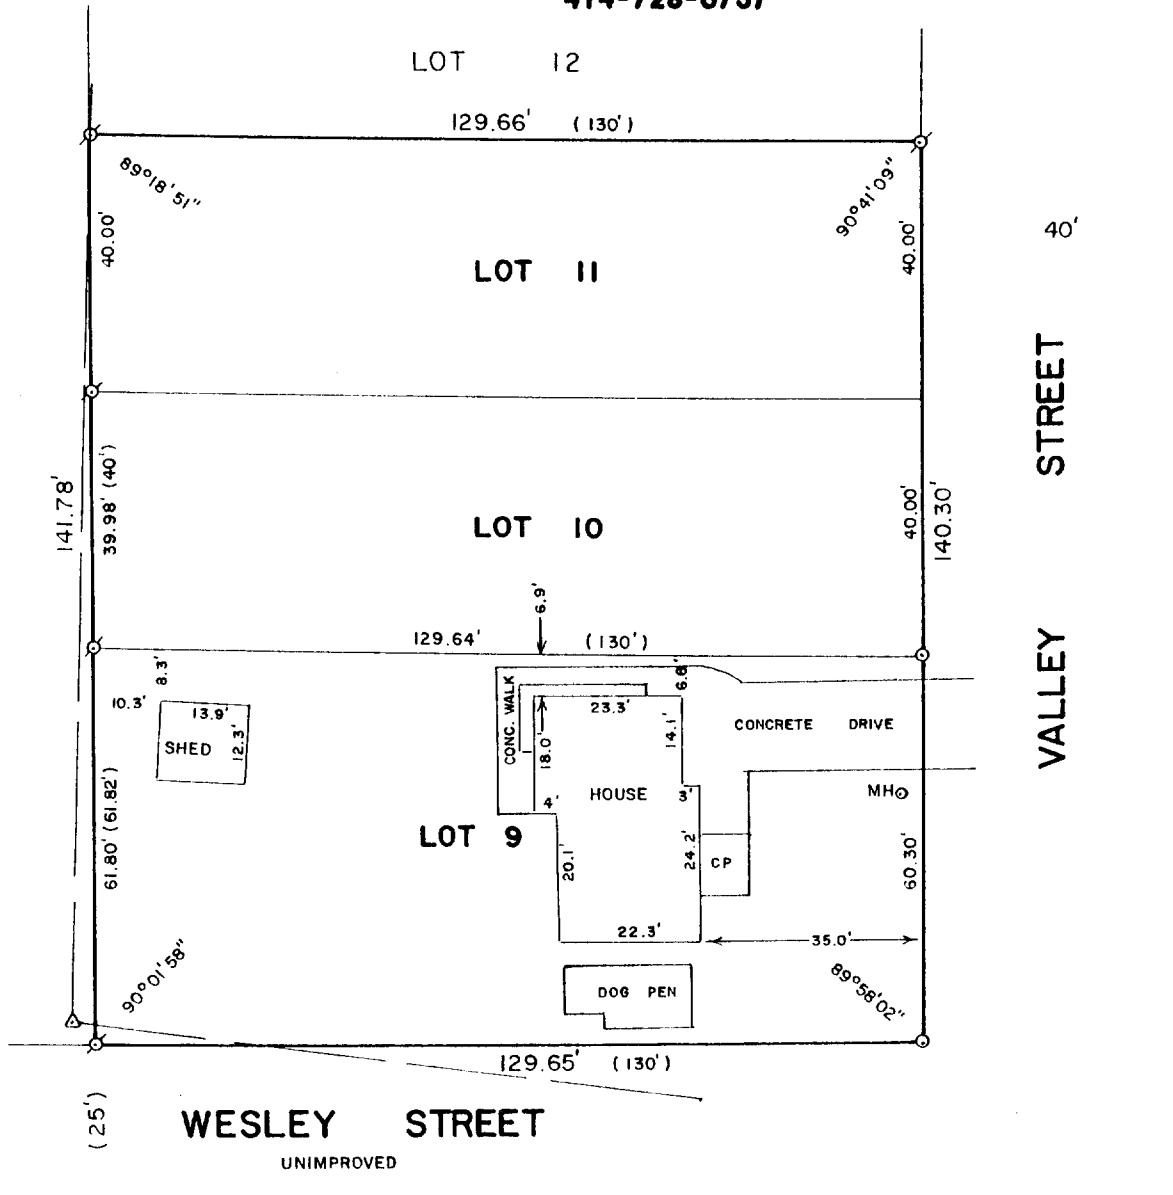 LOT 12
129.66' (130')
89°18'51"
90°41'09"
40.00'
40.00'
40'
LOT 11
VALLEY STREET
141.78'
39.98' (40')
LOT 10
40.00'
140.30'
6.9'
129.64' (130')
8.3'
10.3'
13.9'
12.3'
SHED
CONC. WALK
6.8'
23.3'
18.0'
14.1'
CONCRETE DRIVE
HOUSE
4'
3'
MH
61.80' (61.82')
LOT 9
20.1'
24.2'
CP
60.30'
22.3'
35.0'
90°01'58"
89°58'02"
DOG PEN
129.65' (130')
(25')
WESLEY STREET
UNIMPROVED